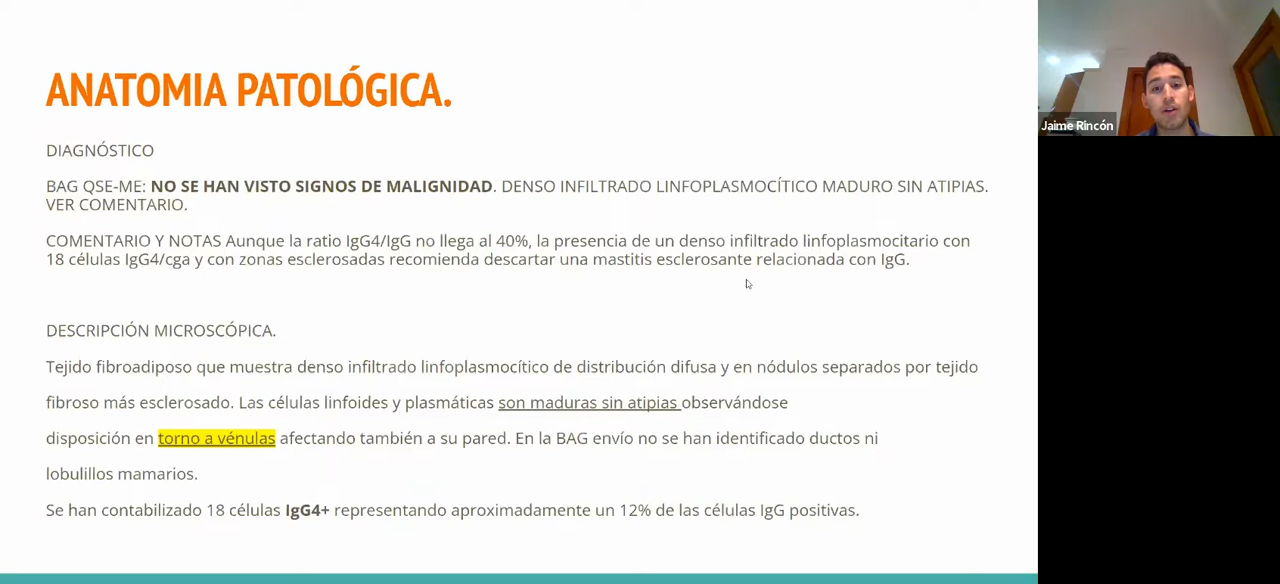 ANATOMIA PATOLÓGICA.
Jaime Rincón
DIAGNÓSTICO
BAG QSE-ME: NO SE HAN VISTO SIGNOS DE MALIGNIDAD. DENSO INFILTRADO LINFOPLASMOCÍTICO MADURO SIN ATIPIAS.
VER COMENTARIO.
COMENTARIO Y NOTAS Aunque la ratio IgG4/IgG no llega al 40%, la presencia de un denso infiltrado linfoplasmocitario con
18 células IgG4/cga y con zonas esclerosadas recomienda descartar una mastitis esclerosante relacionada con IgG.
DESCRIPCIÓN MICROSCÓPICA.
Tejido fibroadiposo que muestra denso infiltrado linfoplasmocítico de distribución difusa y en nódulos separados por tejido
fibroso más esclerosado. Las células linfoides y plasmáticas son maduras sin atipias observándose
disposición en torno a vénulas afectando también a su pared. En la BAG envío no se han identificado ductos ni
lobulillos mamarios.
Se han contabilizado 18 células IgG4+ representando aproximadamente un 12% de las células IgG positivas.